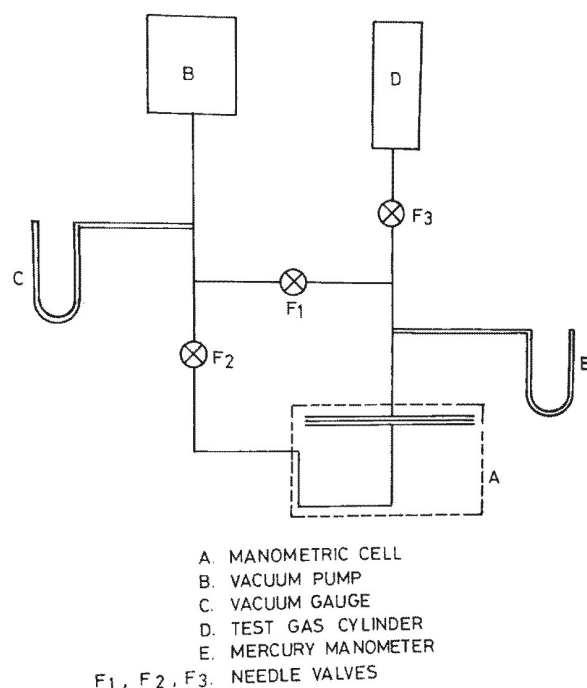 B
D
F3
C
F1
F2
E
A
A. MANOMETRIC CELL
B. VACUUM PUMP
C. VACUUM GAUGE
D. TEST GAS CYLINDER
E. MERCURY MANOMETER
F1, F2, F3. NEEDLE VALVES